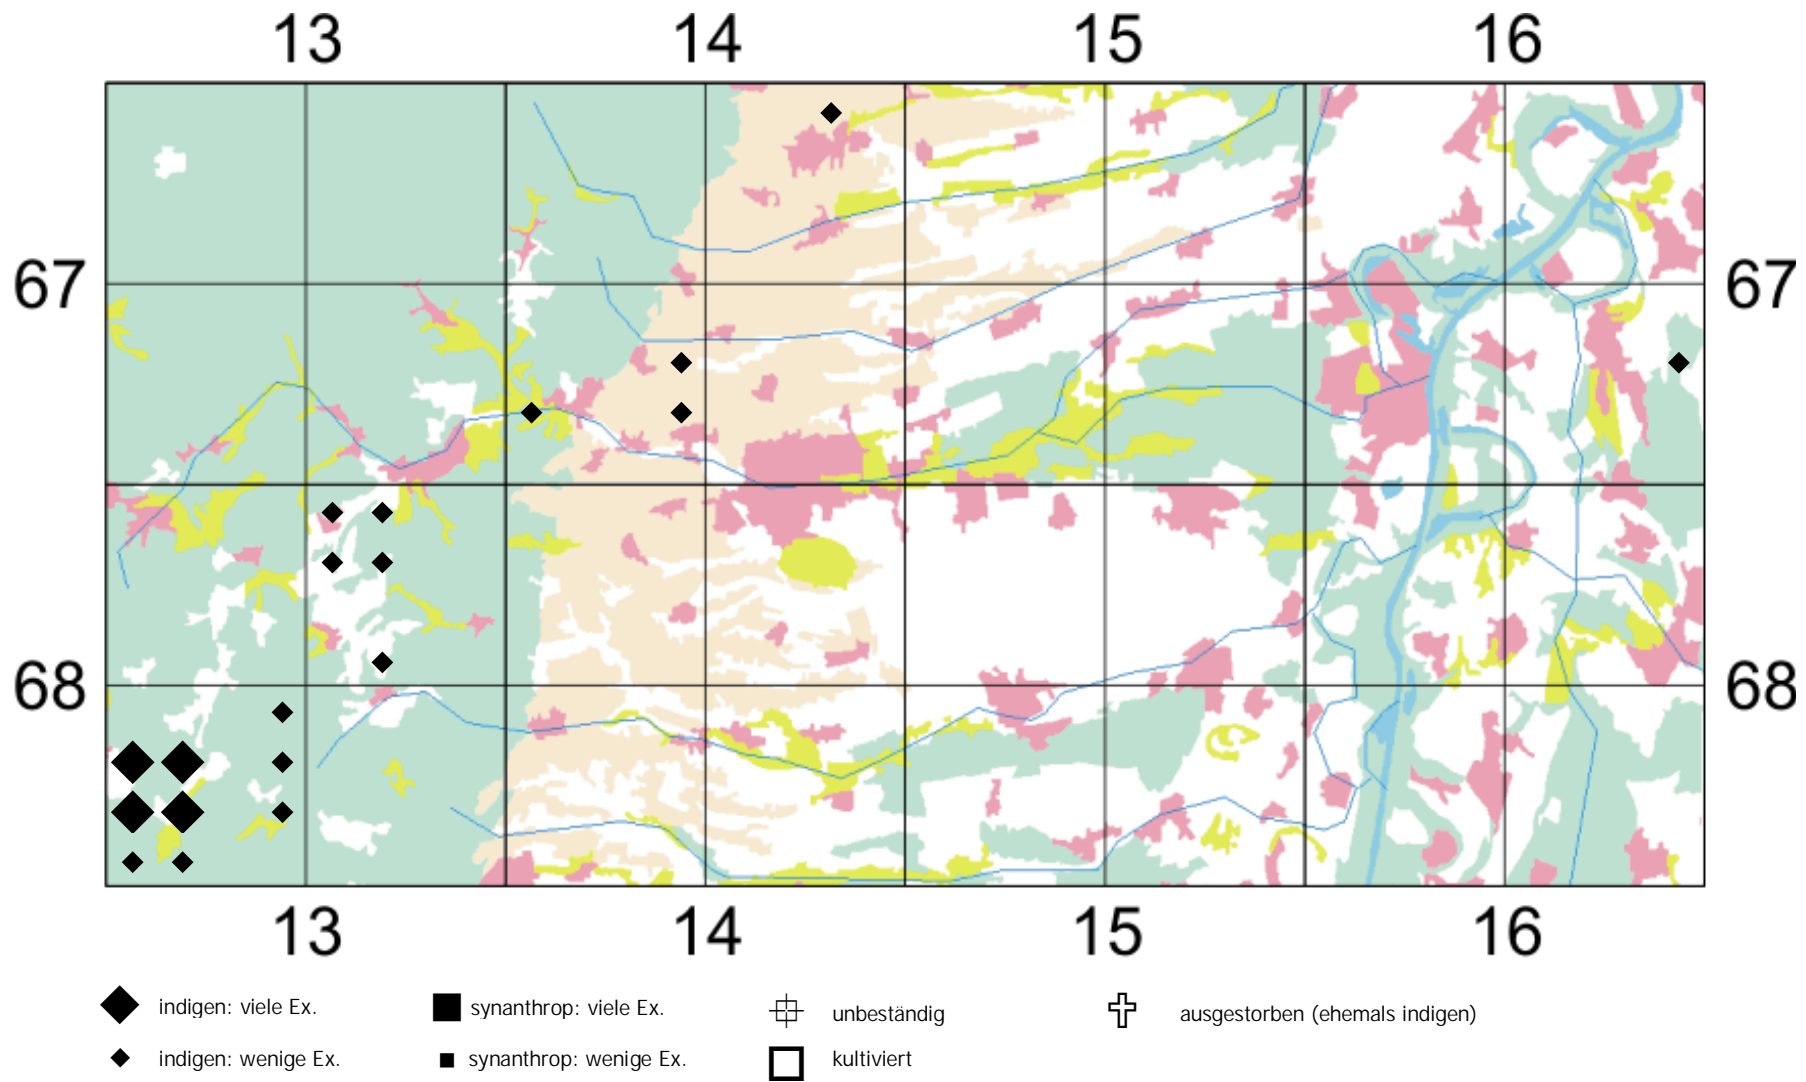 13 14 15 16
67 67
68 68
13 14 15 16
indigen: viele Ex. synanthrop: viele Ex. unbeständig ausgestorben (ehemals indigen)
indigen: wenige Ex. synanthrop: wenige Ex. kultiviert